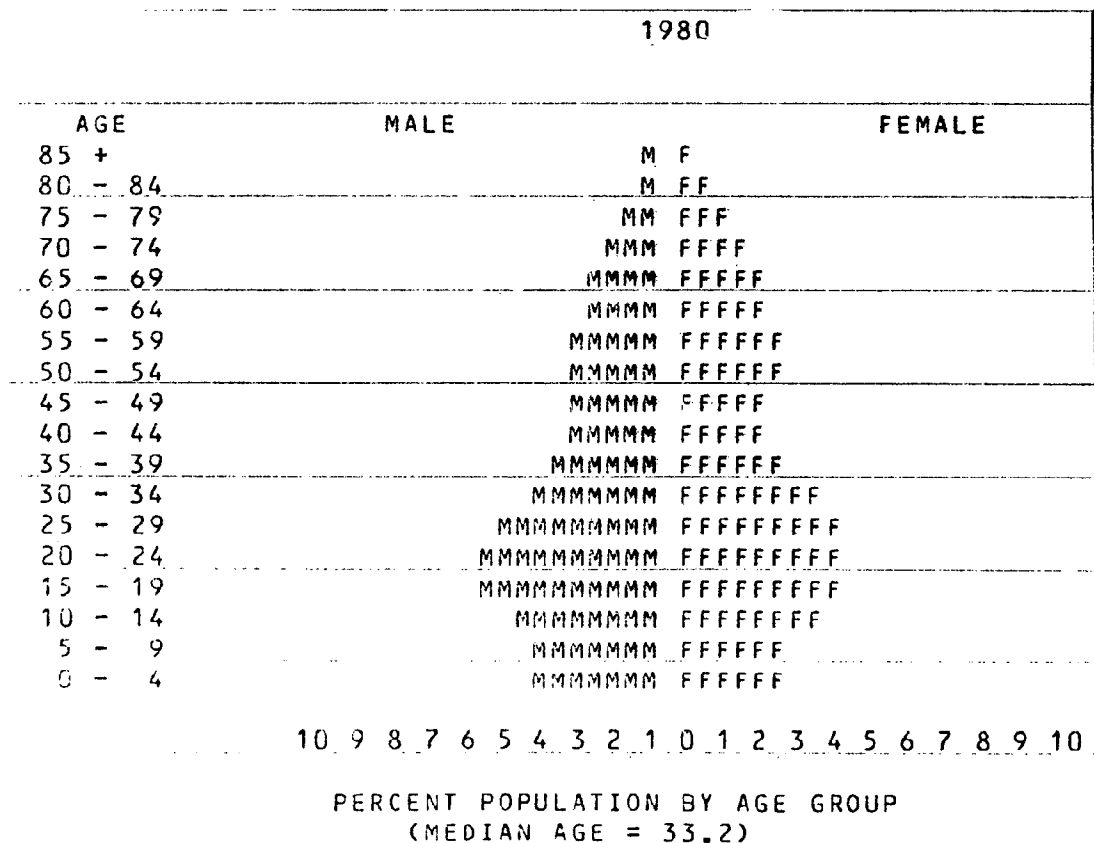 1980
AGE MALE FEMALE
85 + M F
80 - 84 M FF
75 - 79 MM FFF
70 - 74 MMM FFFF
65 - 69 MMMM FFFFF
60 - 64 MMMM FFFFF
55 - 59 MMMMM FFFFFF
50 - 54 MMMMM FFFFFF
45 - 49 MMMMM FFFFF
40 - 44 MMMMM FFFFF
35 - 39 MMMMMM FFFFFF
30 - 34 MMMMMMM FFFFFFFF
25 - 29 MMMMMMMMM FFFFFFFFF
20 - 24 MMMMMMMMMM FFFFFFFFF
15 - 19 MMMMMMMMMM FFFFFFFFF
10 - 14 MMMMMMMM FFFFFFFF
5 - 9 MMMMMMM FFFFFF
0 - 4 MMMMMMM FFFFFF
10 9 8 7 6 5 4 3 2 1 0 1 2 3 4 5 6 7 8 9 10
PERCENT POPULATION BY AGE GROUP
(MEDIAN AGE = 33.2)